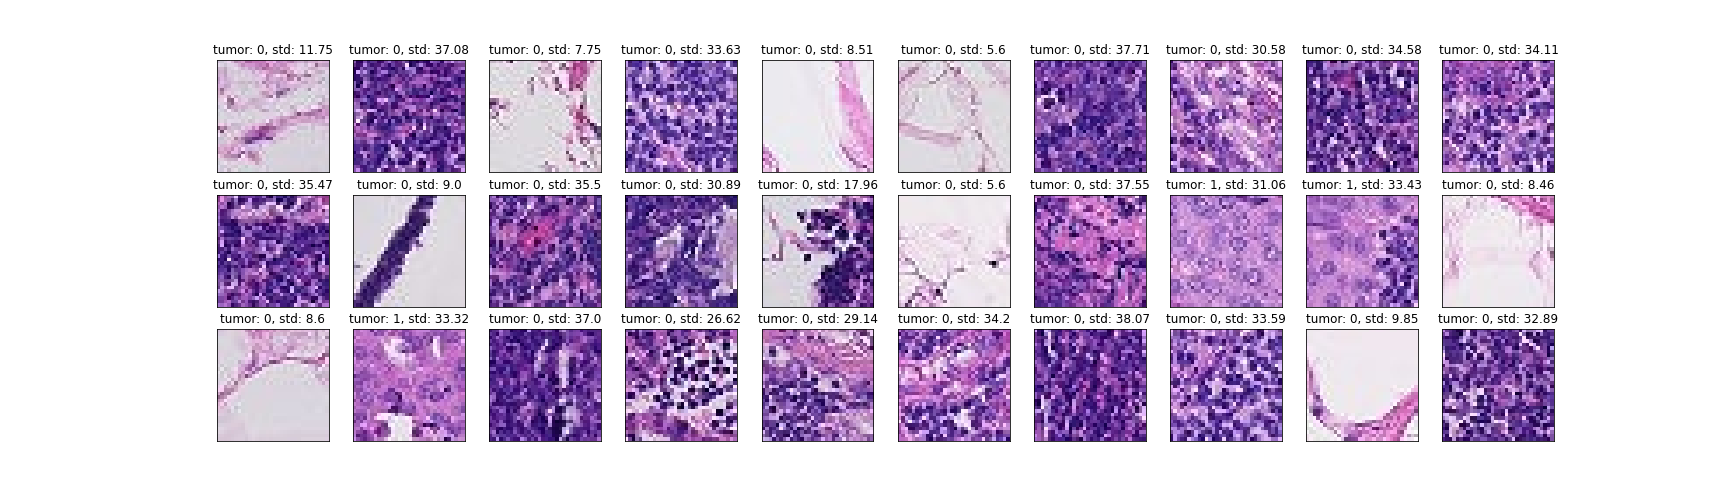 tumor: 0, std: 11.75 tumor: 0, std: 37.08 tumor: 0, std: 7.75 tumor: 0, std: 33.63 tumor: 0, std: 8.51 tumor: 0, std: 5.6 tumor: 0, std: 37.71 tumor: 0, std: 30.58 tumor: 0, std: 34.58 tumor: 0, std: 34.11
tumor: 0, std: 35.47 tumor: 0, std: 9.0 tumor: 0, std: 35.5 tumor: 0, std: 30.89 tumor: 0, std: 17.96 tumor: 0, std: 5.6 tumor: 0, std: 37.55 tumor: 1, std: 31.06 tumor: 1, std: 33.43 tumor: 0, std: 8.46
tumor: 0, std: 8.6 tumor: 1, std: 33.32 tumor: 0, std: 37.0 tumor: 0, std: 26.62 tumor: 0, std: 29.14 tumor: 0, std: 34.2 tumor: 0, std: 38.07 tumor: 0, std: 33.59 tumor: 0, std: 9.85 tumor: 0, std: 32.89